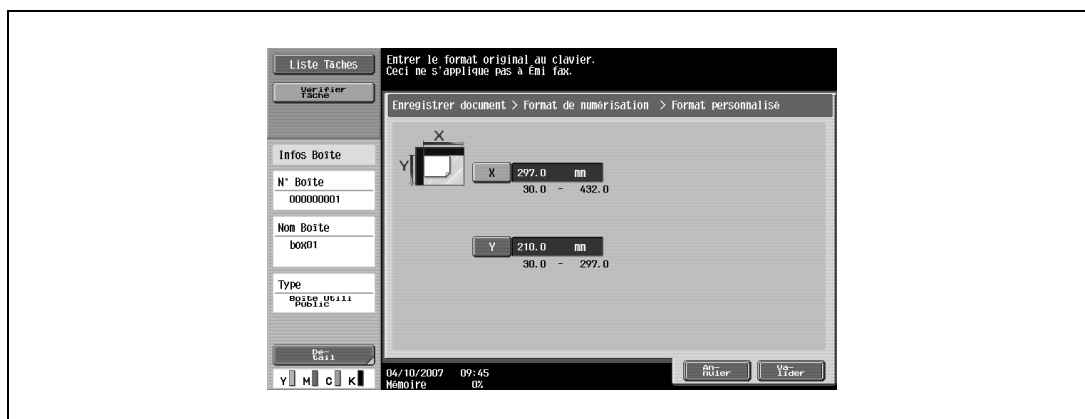 Liste Tâches
Vérifier
Tâche
Infos Boîte
N° Boîte
000000001
Nom Boîte
box01
Type
Boîte Utili
Public
Dé-
tail
Y M C K
Entrer le format original au clavier.
Ceci ne s'applique pas à Émi fax.
Enregistrer document > Format de numérisation > Format personnalisé
X
Y
X 297.0 mm
30.0 - 432.0
Y 210.0 mm
30.0 - 297.0
04/10/2007 09:45
Mémoire 0%
An-
nuler
Va-
lider